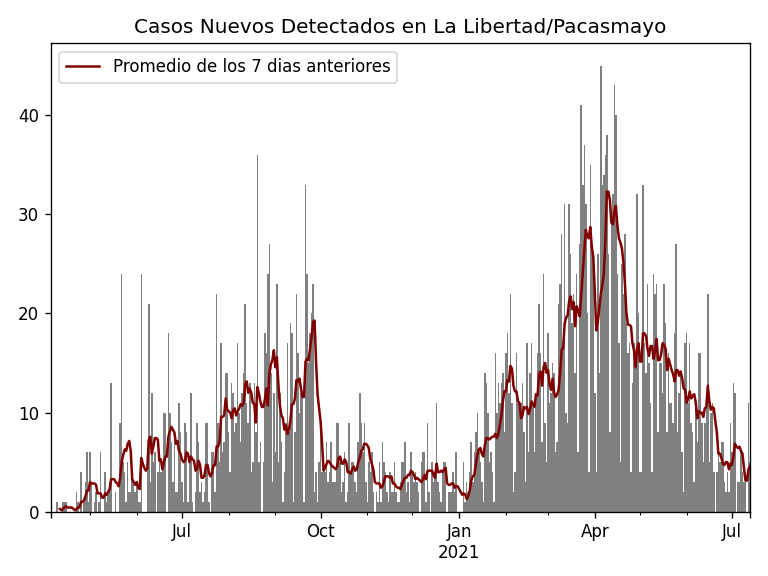 Casos Nuevos Detectados en La Libertad/Pacasmayo
Promedio de los 7 dias anteriores
40
30
20
10
0
Jul
Oct
Jan
2021
Apr
Jul